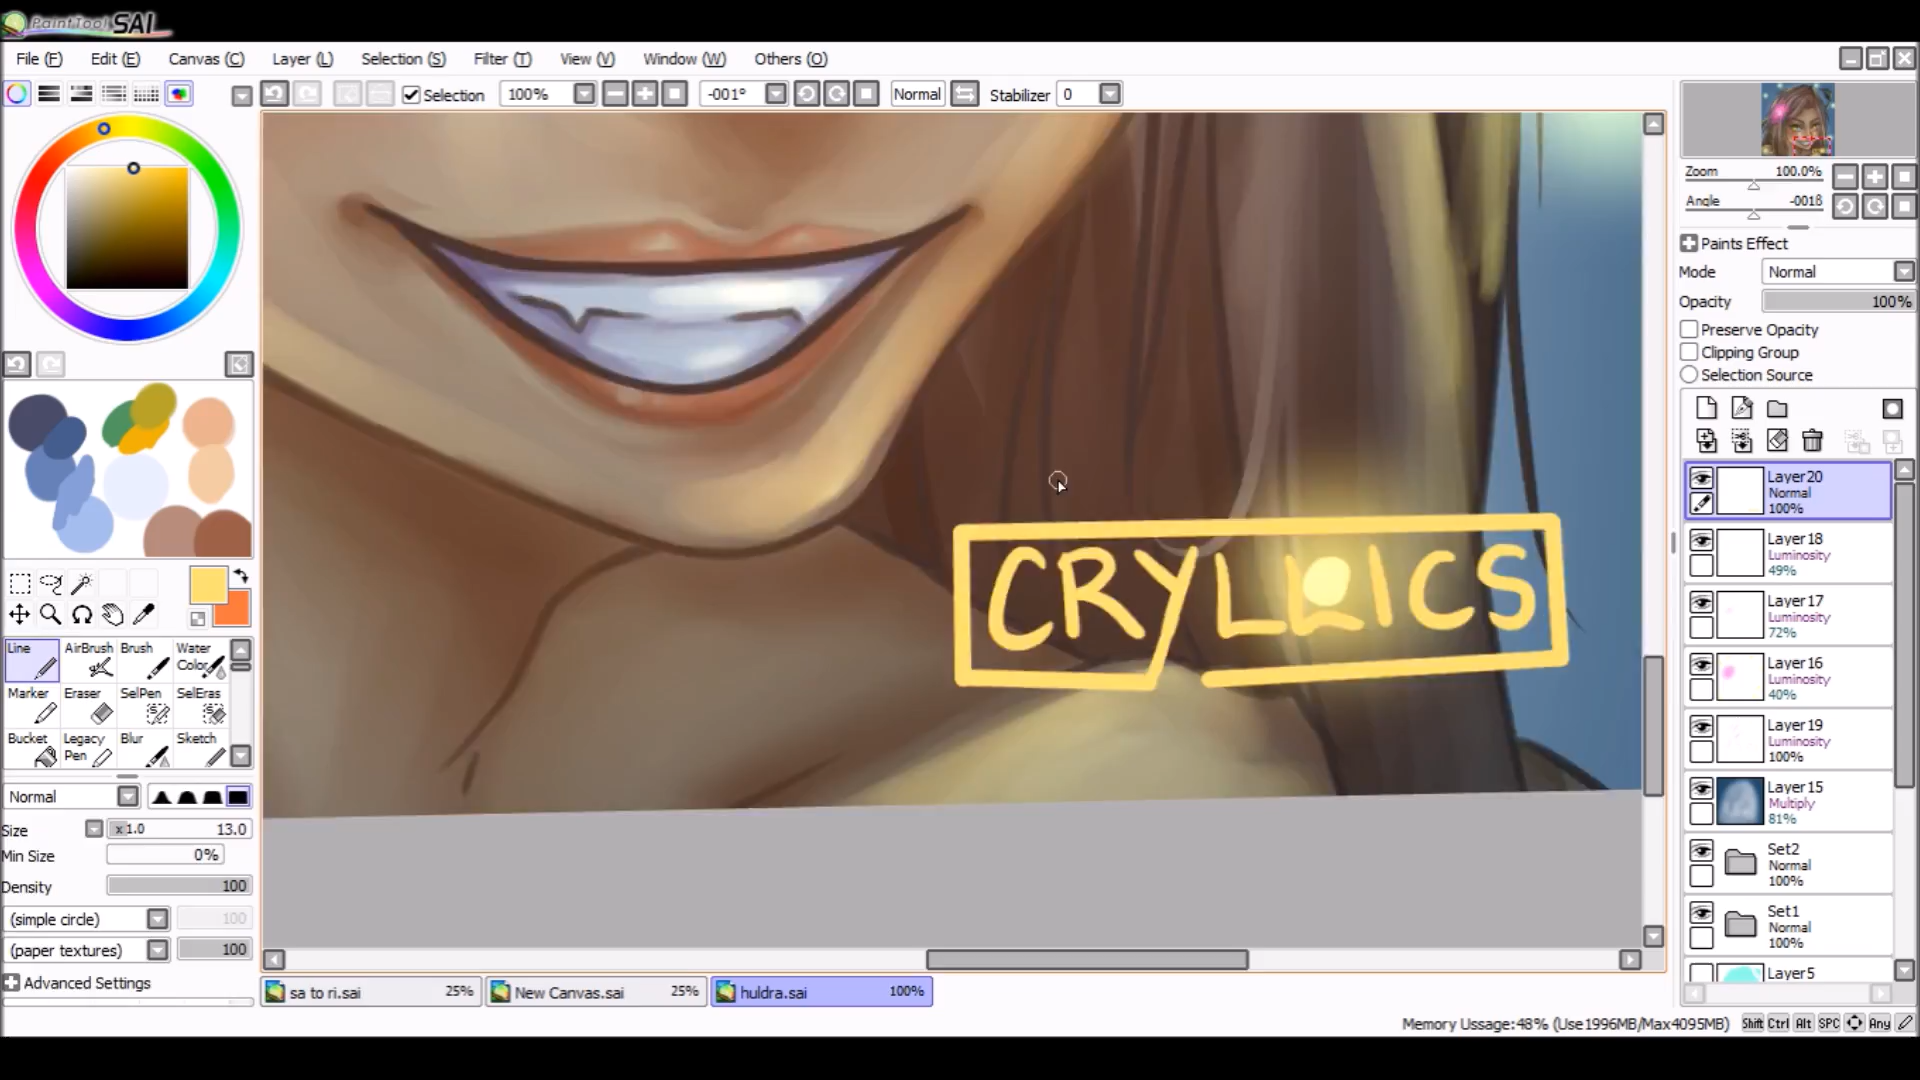 PaintTool SAI
File (F) Edit (E) Canvas (C) Layer (L) Selection (S) Filter (T) View (V) Window (W) Others (O)
Selection 100% -001° Normal Stabilizer 0
Zoom 100.0%
Angle -001ß
Paints Effect
Mode Normal
Opacity 100%
Preserve Opacity
Clipping Group
Selection Source
Layer20
Normal
100%
Layer18
Luminosity
49%
Layer17
Luminosity
72%
Layer16
Luminosity
40%
Layer19
Luminosity
100%
Layer15
Multiply
81%
Set2
Normal
100%
Set1
Normal
100%
Layer5
CRYLLICS
Line AirBrush Brush Water Color
Marker Eraser SelPen SelEras
Bucket Legacy Pen Blur Sketch
Normal
Size x1.0 13.0
Min Size 0%
Density 100
(simple circle) 100
(paper textures) 100
Advanced Settings
sa to ri.sai 25% New Canvas.sai 25% huldra.sai 100%
Memory Ussage:48% (Use1996MB/Max4095MB) Shift Ctrl Alt SPC Any